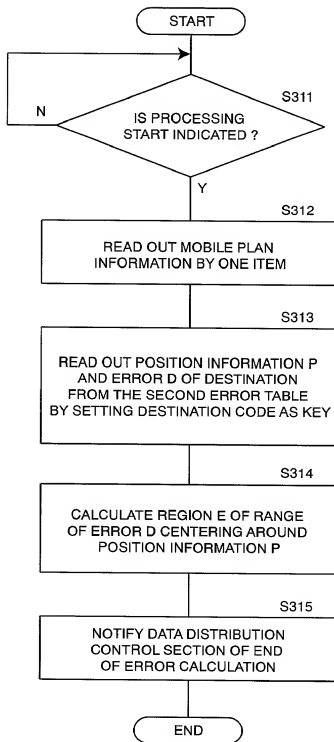 START
S311
N
IS PROCESSING
START INDICATED ?
Y
S312
READ OUT MOBILE PLAN
INFORMATION BY ONE ITEM
S313
READ OUT POSITION INFORMATION P
AND ERROR D OF DESTINATION
FROM THE SECOND ERROR TABLE
BY SETTING DESTINATION CODE AS KEY
S314
CALCULATE REGION E OF RANGE
OF ERROR D CENTERING AROUND
POSITION INFORMATION P
S315
NOTIFY DATA DISTRIBUTION
CONTROL SECTION OF END
OF ERROR CALCULATION
END